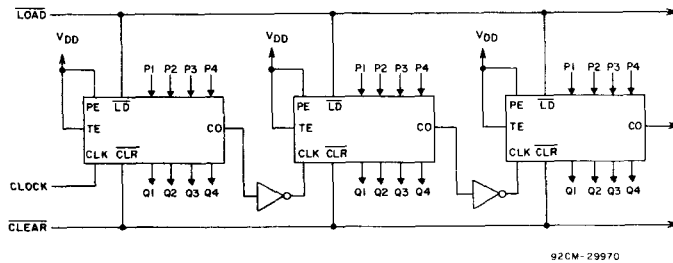 LOAD
VDD VDD VDD
P1 P2 P3 P4 P1 P2 P3 P4 P1 P2 P3 P4
PE LD PE LD PE LD
TE CO TE CO TE CO
CLK CLR CLK CLR CLK CLR
CLOCK
Q1 Q2 Q3 Q4 Q1 Q2 Q3 Q4 Q1 Q2 Q3 Q4
CLEAR
92CM-29970